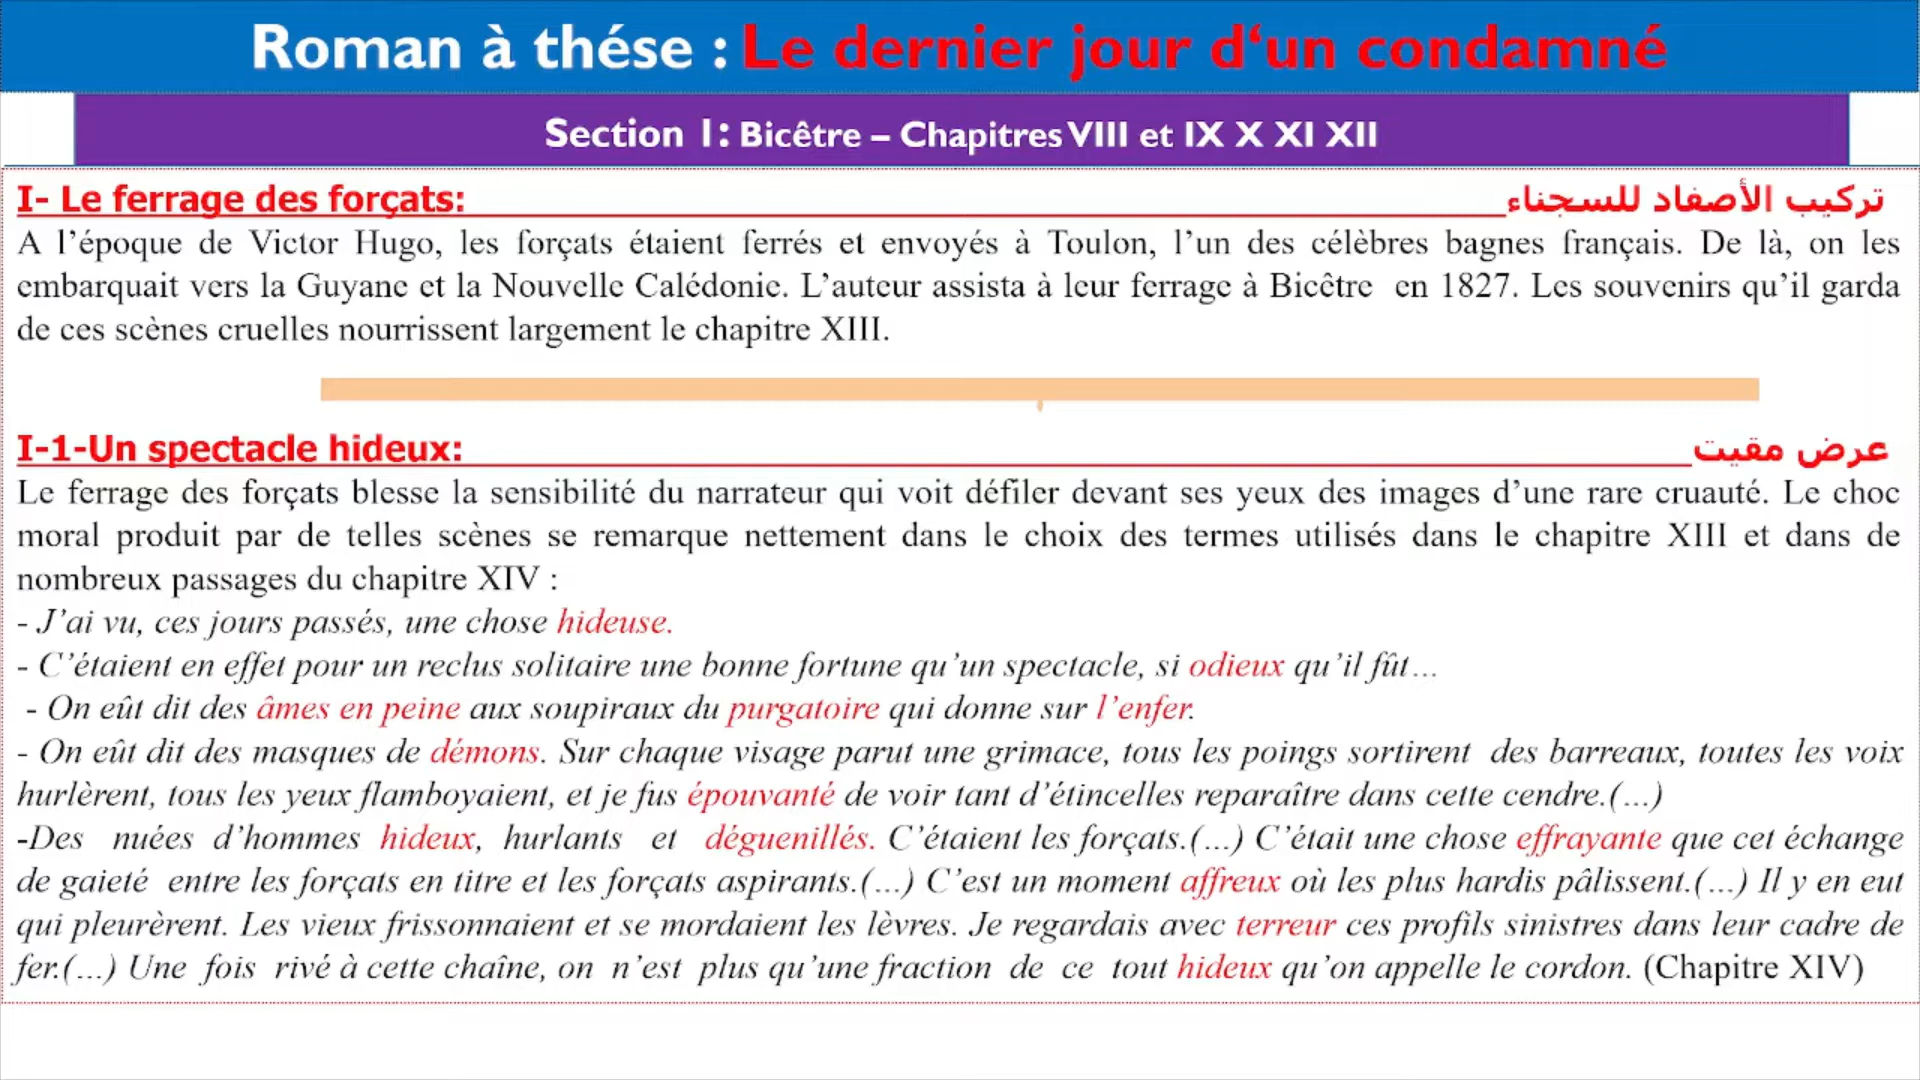 Roman à thése : Le dernier jour d‘un condamné
Section 1: Bicêtre – Chapitres VIII et IX X XI XII
I- Le ferrage des forçats: تركيب الأصفاد للسجناء
A l’époque de Victor Hugo, les forçats étaient ferrés et envoyés à Toulon, l’un des célèbres bagnes français. De là, on les
embarquait vers la Guyane et la Nouvelle Calédonie. L’auteur assista à leur ferrage à Bicêtre en 1827. Les souvenirs qu’il garda
de ces scènes cruelles nourrissent largement le chapitre XIII.
I-1-Un spectacle hideux: عرض مقيت
Le ferrage des forçats blesse la sensibilité du narrateur qui voit défiler devant ses yeux des images d’une rare cruauté. Le choc
moral produit par de telles scènes se remarque nettement dans le choix des termes utilisés dans le chapitre XIII et dans de
nombreux passages du chapitre XIV :
- J’ai vu, ces jours passés, une chose hideuse.
- C’étaient en effet pour un reclus solitaire une bonne fortune qu’un spectacle, si odieux qu’il fût…
- On eût dit des âmes en peine aux soupiraux du purgatoire qui donne sur l’enfer.
- On eût dit des masques de démons. Sur chaque visage parut une grimace, tous les poings sortirent des barreaux, toutes les voix
hurlèrent, tous les yeux flamboyaient, et je fus épouvanté de voir tant d’étincelles reparaître dans cette cendre.(…)
-Des nuées d’hommes hideux, hurlants et déguenillés. C’étaient les forçats.(…) C’était une chose effrayante que cet échange
de gaieté entre les forçats en titre et les forçats aspirants.(…) C’est un moment affreux où les plus hardis pâlissent.(…) Il y en eut
qui pleurèrent. Les vieux frissonnaient et se mordaient les lèvres. Je regardais avec terreur ces profils sinistres dans leur cadre de
fer.(…) Une fois rivé à cette chaîne, on n’est plus qu’une fraction de ce tout hideux qu’on appelle le cordon. (Chapitre XIV)